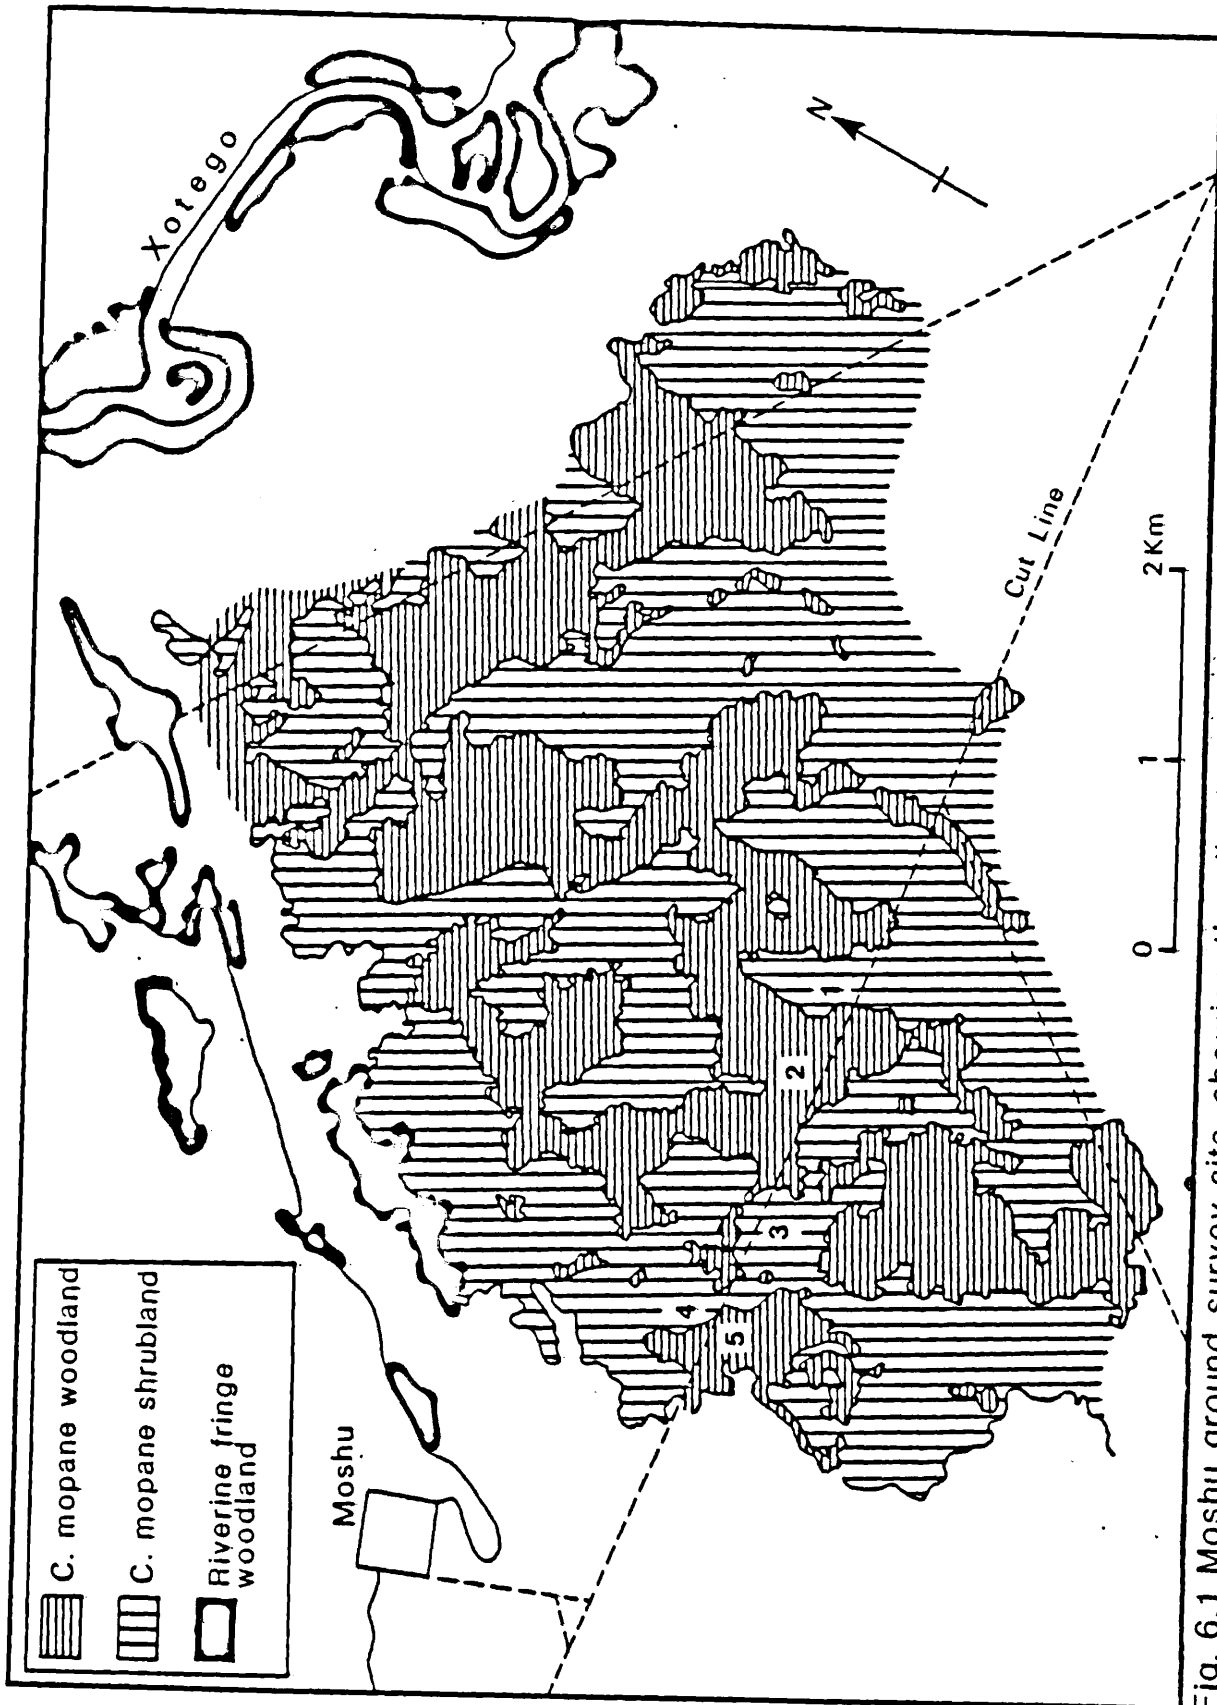 C. mopane woodland
C. mopane shrubland
Riverine fringe
woodland
Moshu
Xotego
N
1
2
3
4
5
Cut Line
0 1 2 Km
Fig. 6.1 Moshu ground survey site showing the